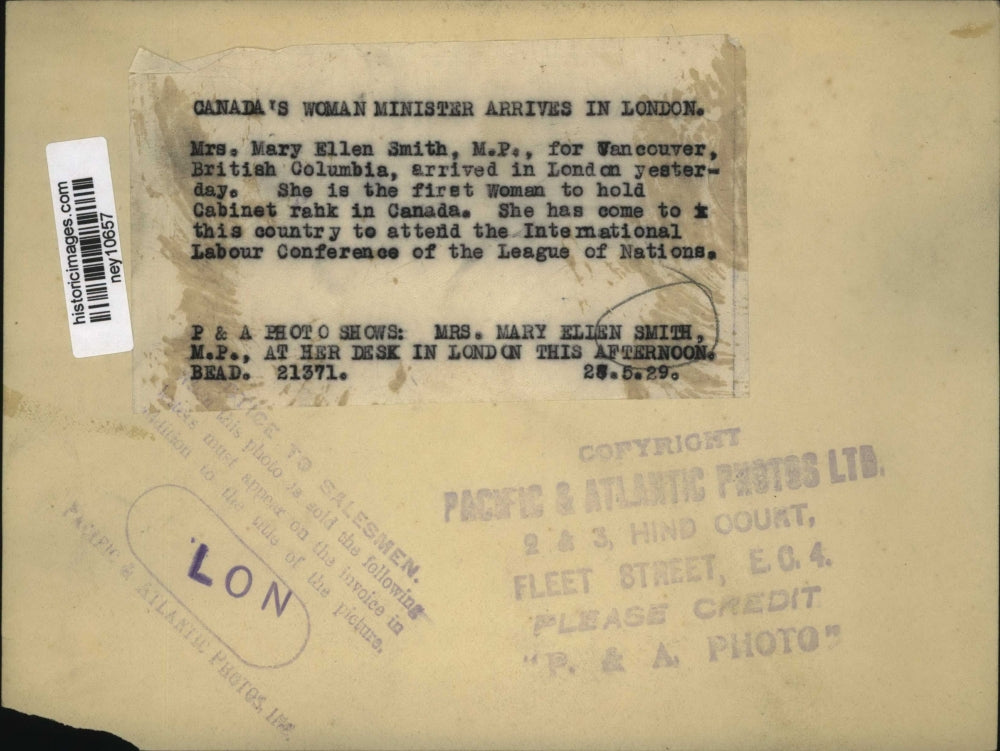 CANADA'S WOMAN MINISTER ARRIVES IN LONDON.
Mrs. Mary Ellen Smith, M.P., for Vancouver,
British Columbia, arrived in London yester-
day. She is the first Woman to hold
Cabinet rahk in Canada. She has come to x
this country to attend the International
Labour Conference of the League of Nations.
P & A PHOTO SHOWS: MRS. MARY ELLEN SMITH,
M.P., AT HER DESK IN LONDON THIS AFTERNOON.
BEAD. 21371. 28.5.29.
historicimages.com
ney10657
NOTICE TO SALESMEN.
this photo is sold the following
must appear on the invoice in
addition to the title of the picture.
LON
PACIFIC & ATLANTIC PHOTOS, Ltd.
COPYRIGHT
PACIFIC & ATLANTIC PHOTOS LTD.
2 & 3, HIND COURT,
FLEET STREET, E.C.4.
PLEASE CREDIT
"P. & A. PHOTO"